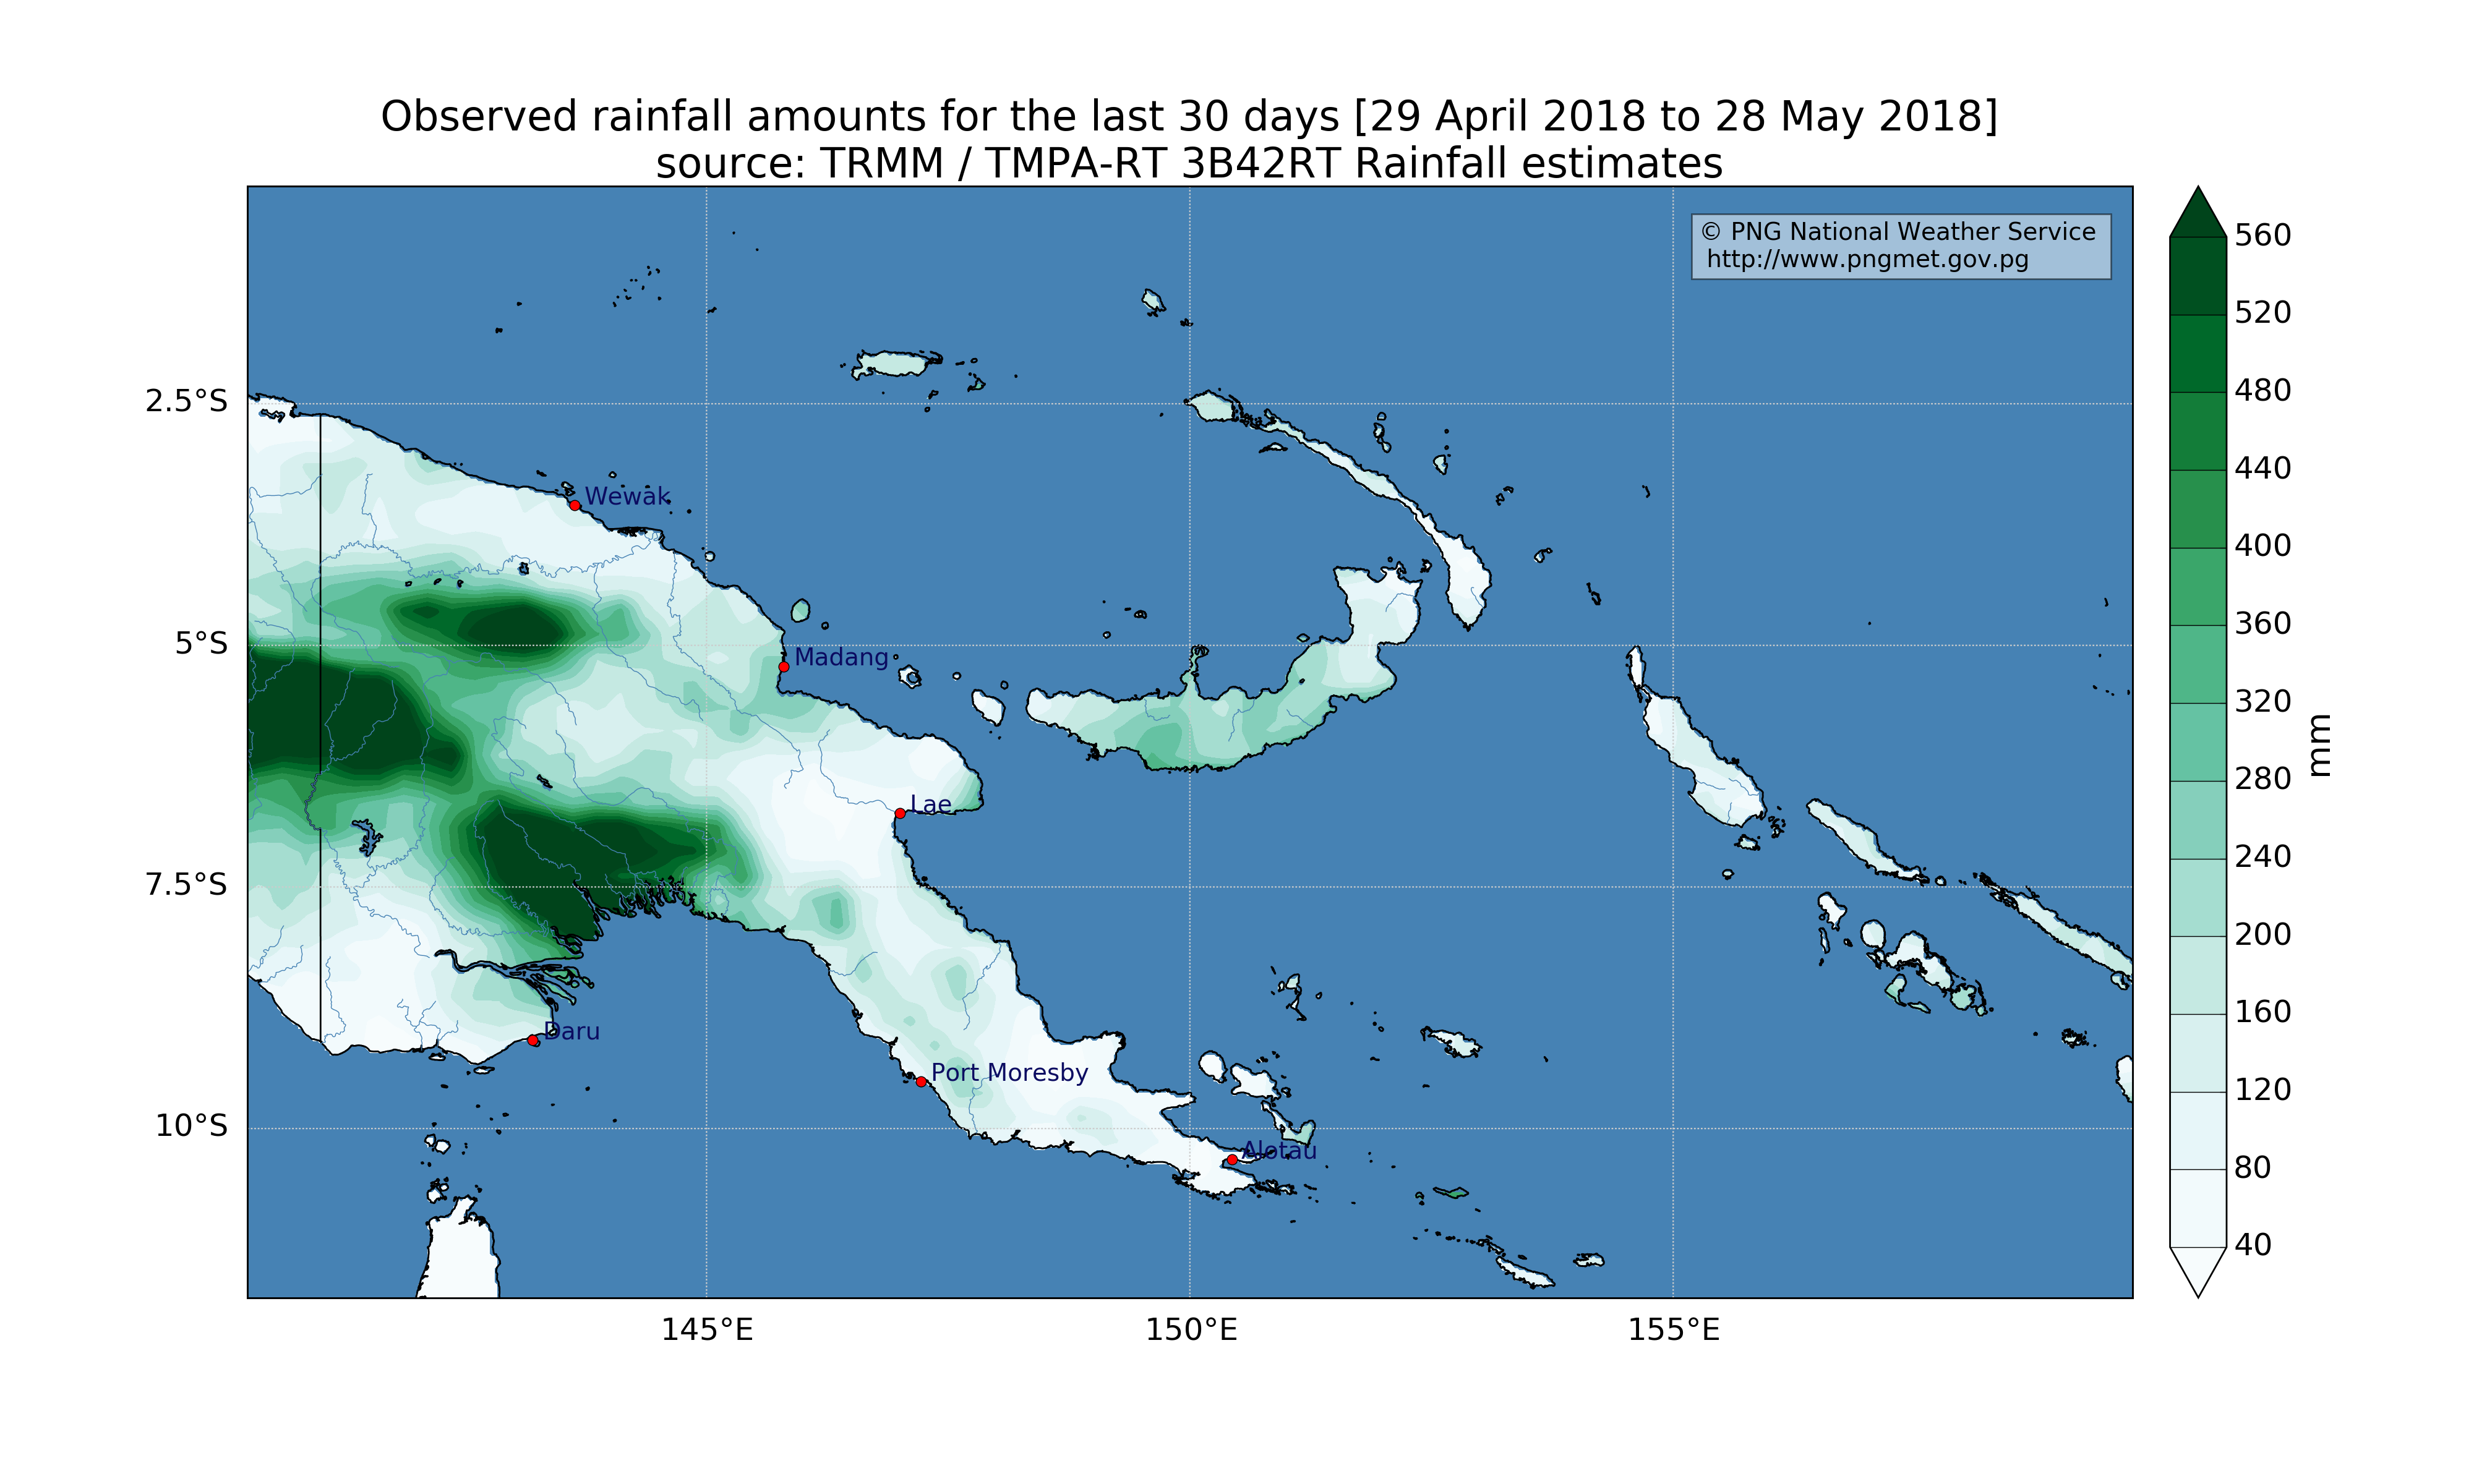 Observed rainfall amounts for the last 30 days [29 April 2018 to 28 May 2018]
source: TRMM / TMPA-RT 3B42RT Rainfall estimates
© PNG National Weather Service
http://www.pngmet.gov.pg
560
520
480
440
400
360
320
280
240
200
160
120
80
40
mm
2.5°S
5°S
7.5°S
10°S
Wewak
Madang
Lae
Daru
Port Moresby
Alotau
145°E
150°E
155°E